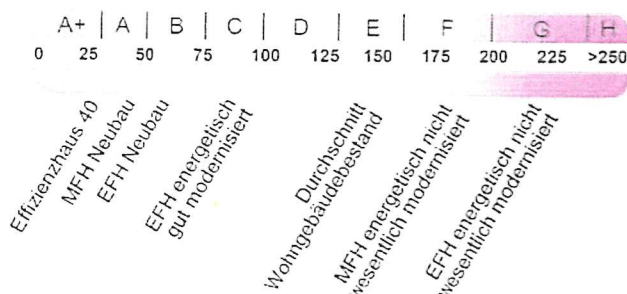 A+ | A | B | C | D | E | F | G | H
0 25 50 75 100 125 150 175 200 225 >250
Effizienzhaus 40
MFH Neubau
EFH Neubau
EFH energetisch
gut modernisiert
Durchschnitt
Wohngebäudebestand
MFH energetisch nicht
wesentlich modernisiert
EFH energetisch nicht
wesentlich modernisiert